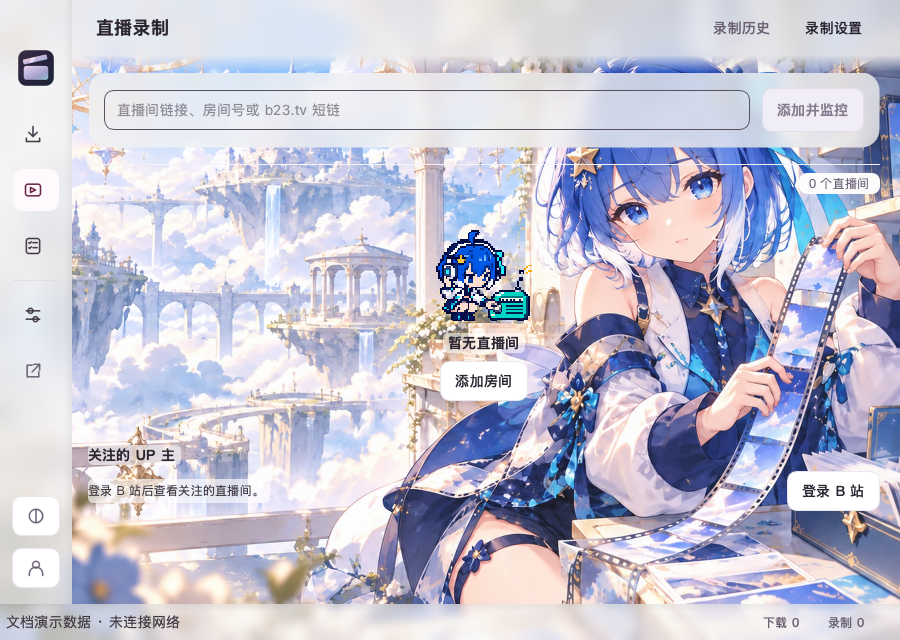 直播录制
录制历史
录制设置
直播间链接、房间号或 b23.tv 短链
添加并监控
0 个直播间
暂无直播间
添加房间
关注的 UP 主
登录 B 站后查看关注的直播间。
登录 B 站
文档演示数据 · 未连接网络
下载 0
录制 0